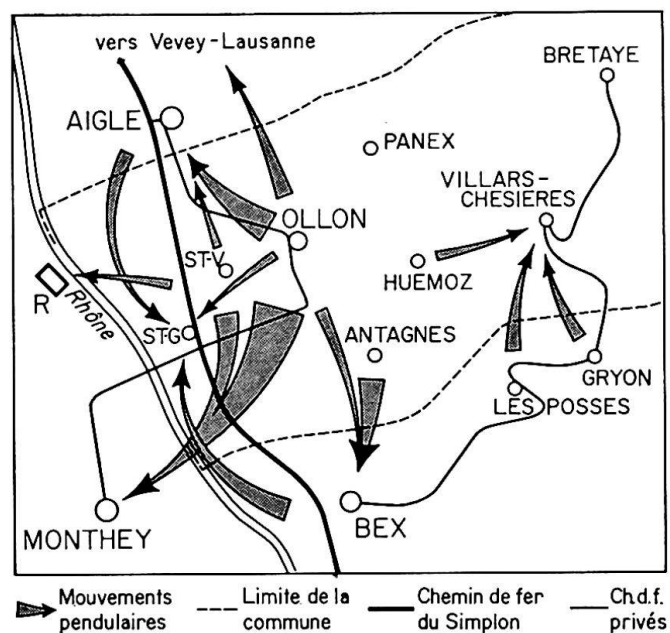 vers Vevey-Lausanne
BRETAYE
AIGLE
PANEX
VILLARS-
CHESIERES
OLLON
ST-V.
HUEMOZ
R
Rhône
ST-G
ANTAGNES
GRYON
LES POSSES
MONTHEY
BEX
Mouvements
pendulaires
Limite de la
commune
Chemin de fer
du Simplon
Ch.d.f.
privés